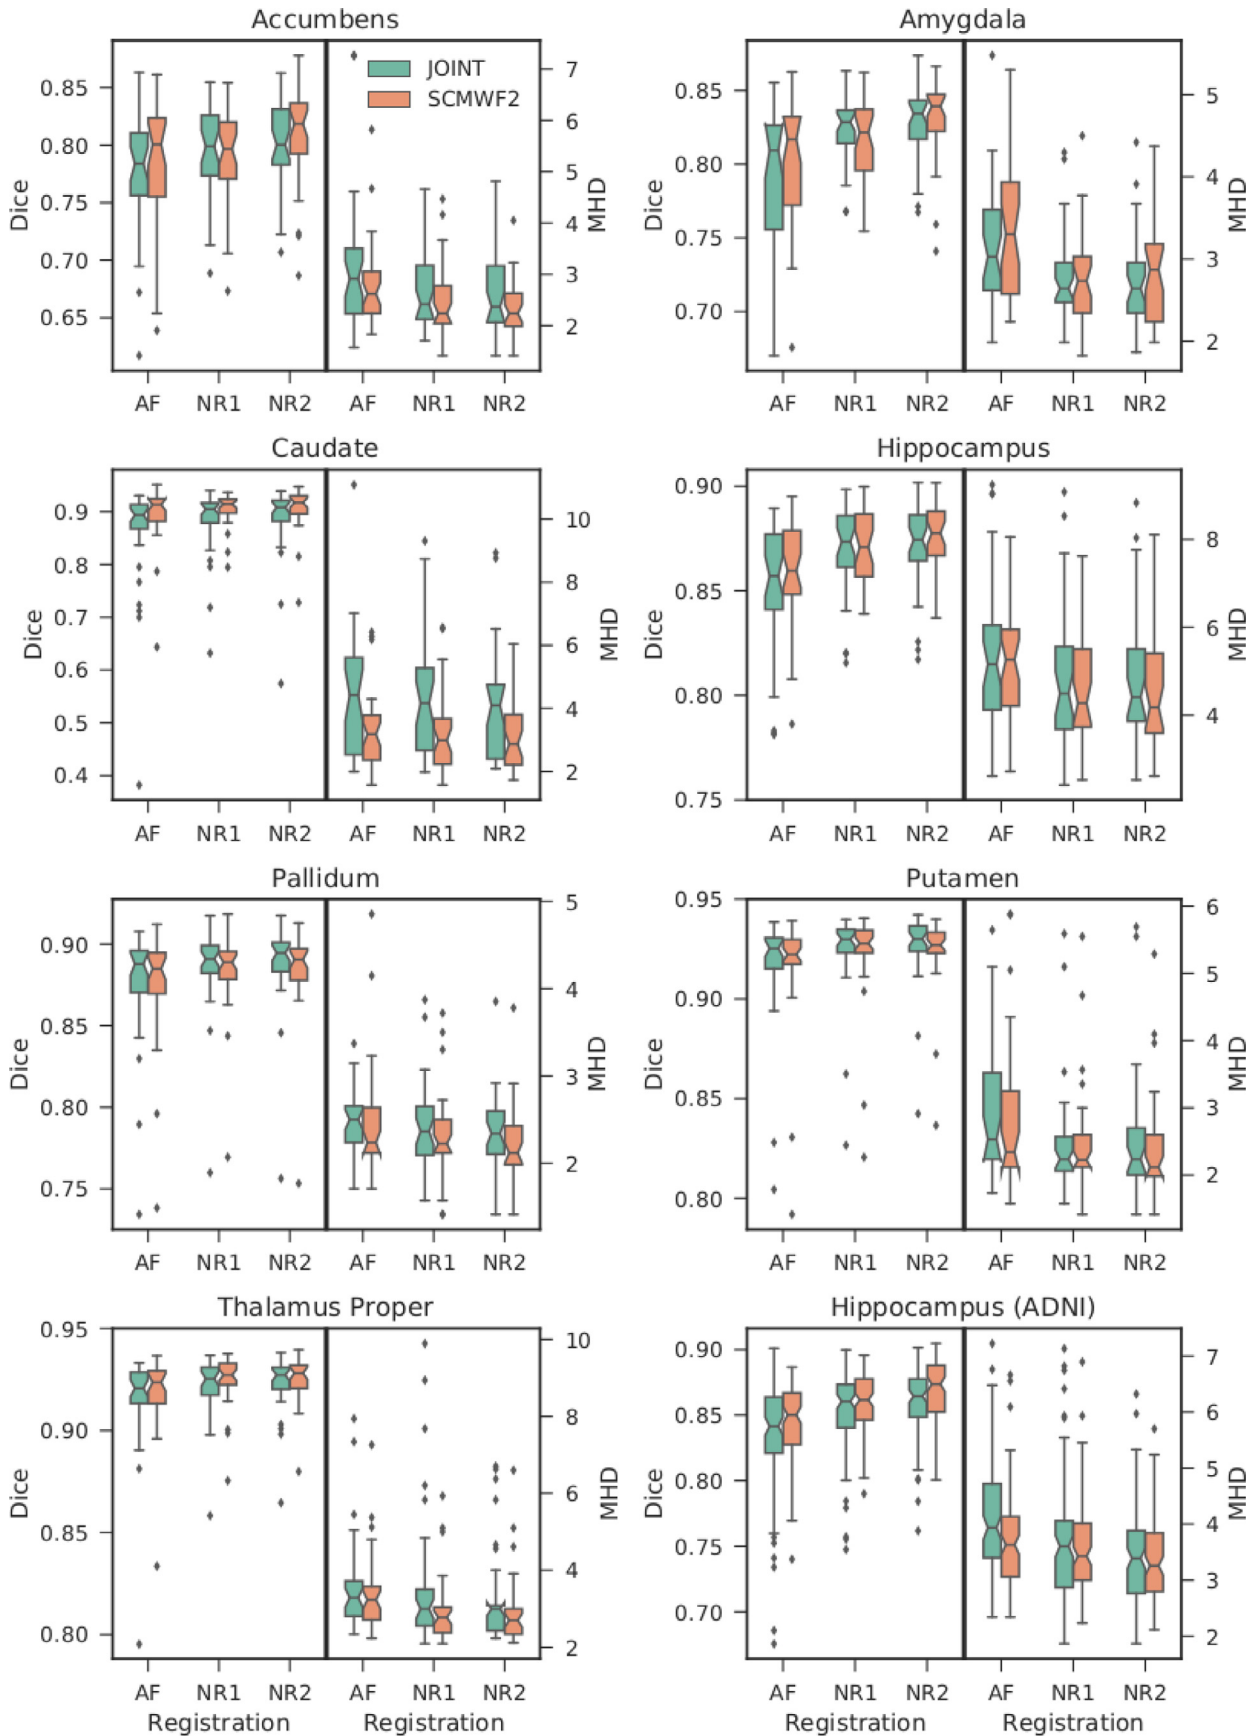 Accumbens
0.85
0.80
0.75
0.70
0.65
Dice
JOINT
SCMWF2
7
6
5
4
3
2
MHD
AF NR1 NR2 AF NR1 NR2
Amygdala
0.85
0.80
0.75
0.70
Dice
5
4
3
2
MHD
AF NR1 NR2 AF NR1 NR2
Caudate
0.9
0.8
0.7
0.6
0.5
0.4
Dice
10
8
6
4
2
MHD
AF NR1 NR2 AF NR1 NR2
Hippocampus
0.90
0.85
0.80
0.75
Dice
8
6
4
MHD
AF NR1 NR2 AF NR1 NR2
Pallidum
0.90
0.85
0.80
0.75
Dice
5
4
3
2
MHD
AF NR1 NR2 AF NR1 NR2
Putamen
0.95
0.90
0.85
0.80
Dice
6
5
4
3
2
MHD
AF NR1 NR2 AF NR1 NR2
Thalamus Proper
0.95
0.90
0.85
0.80
Dice
10
8
6
4
2
MHD
AF NR1 NR2 AF NR1 NR2
Registration Registration
Hippocampus (ADNI)
0.90
0.85
0.80
0.75
0.70
Dice
7
6
5
4
3
2
MHD
AF NR1 NR2 AF NR1 NR2
Registration Registration